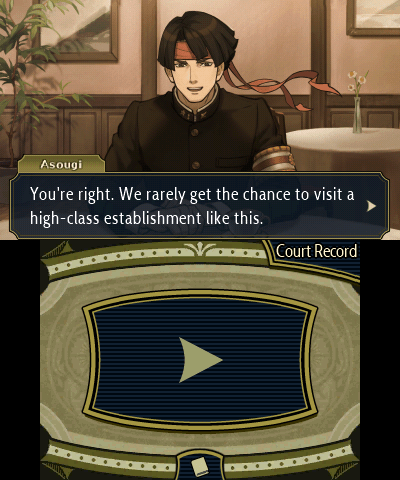 Asougi
You're right. We rarely get the chance to visit a
high-class establishment like this.
Court Record